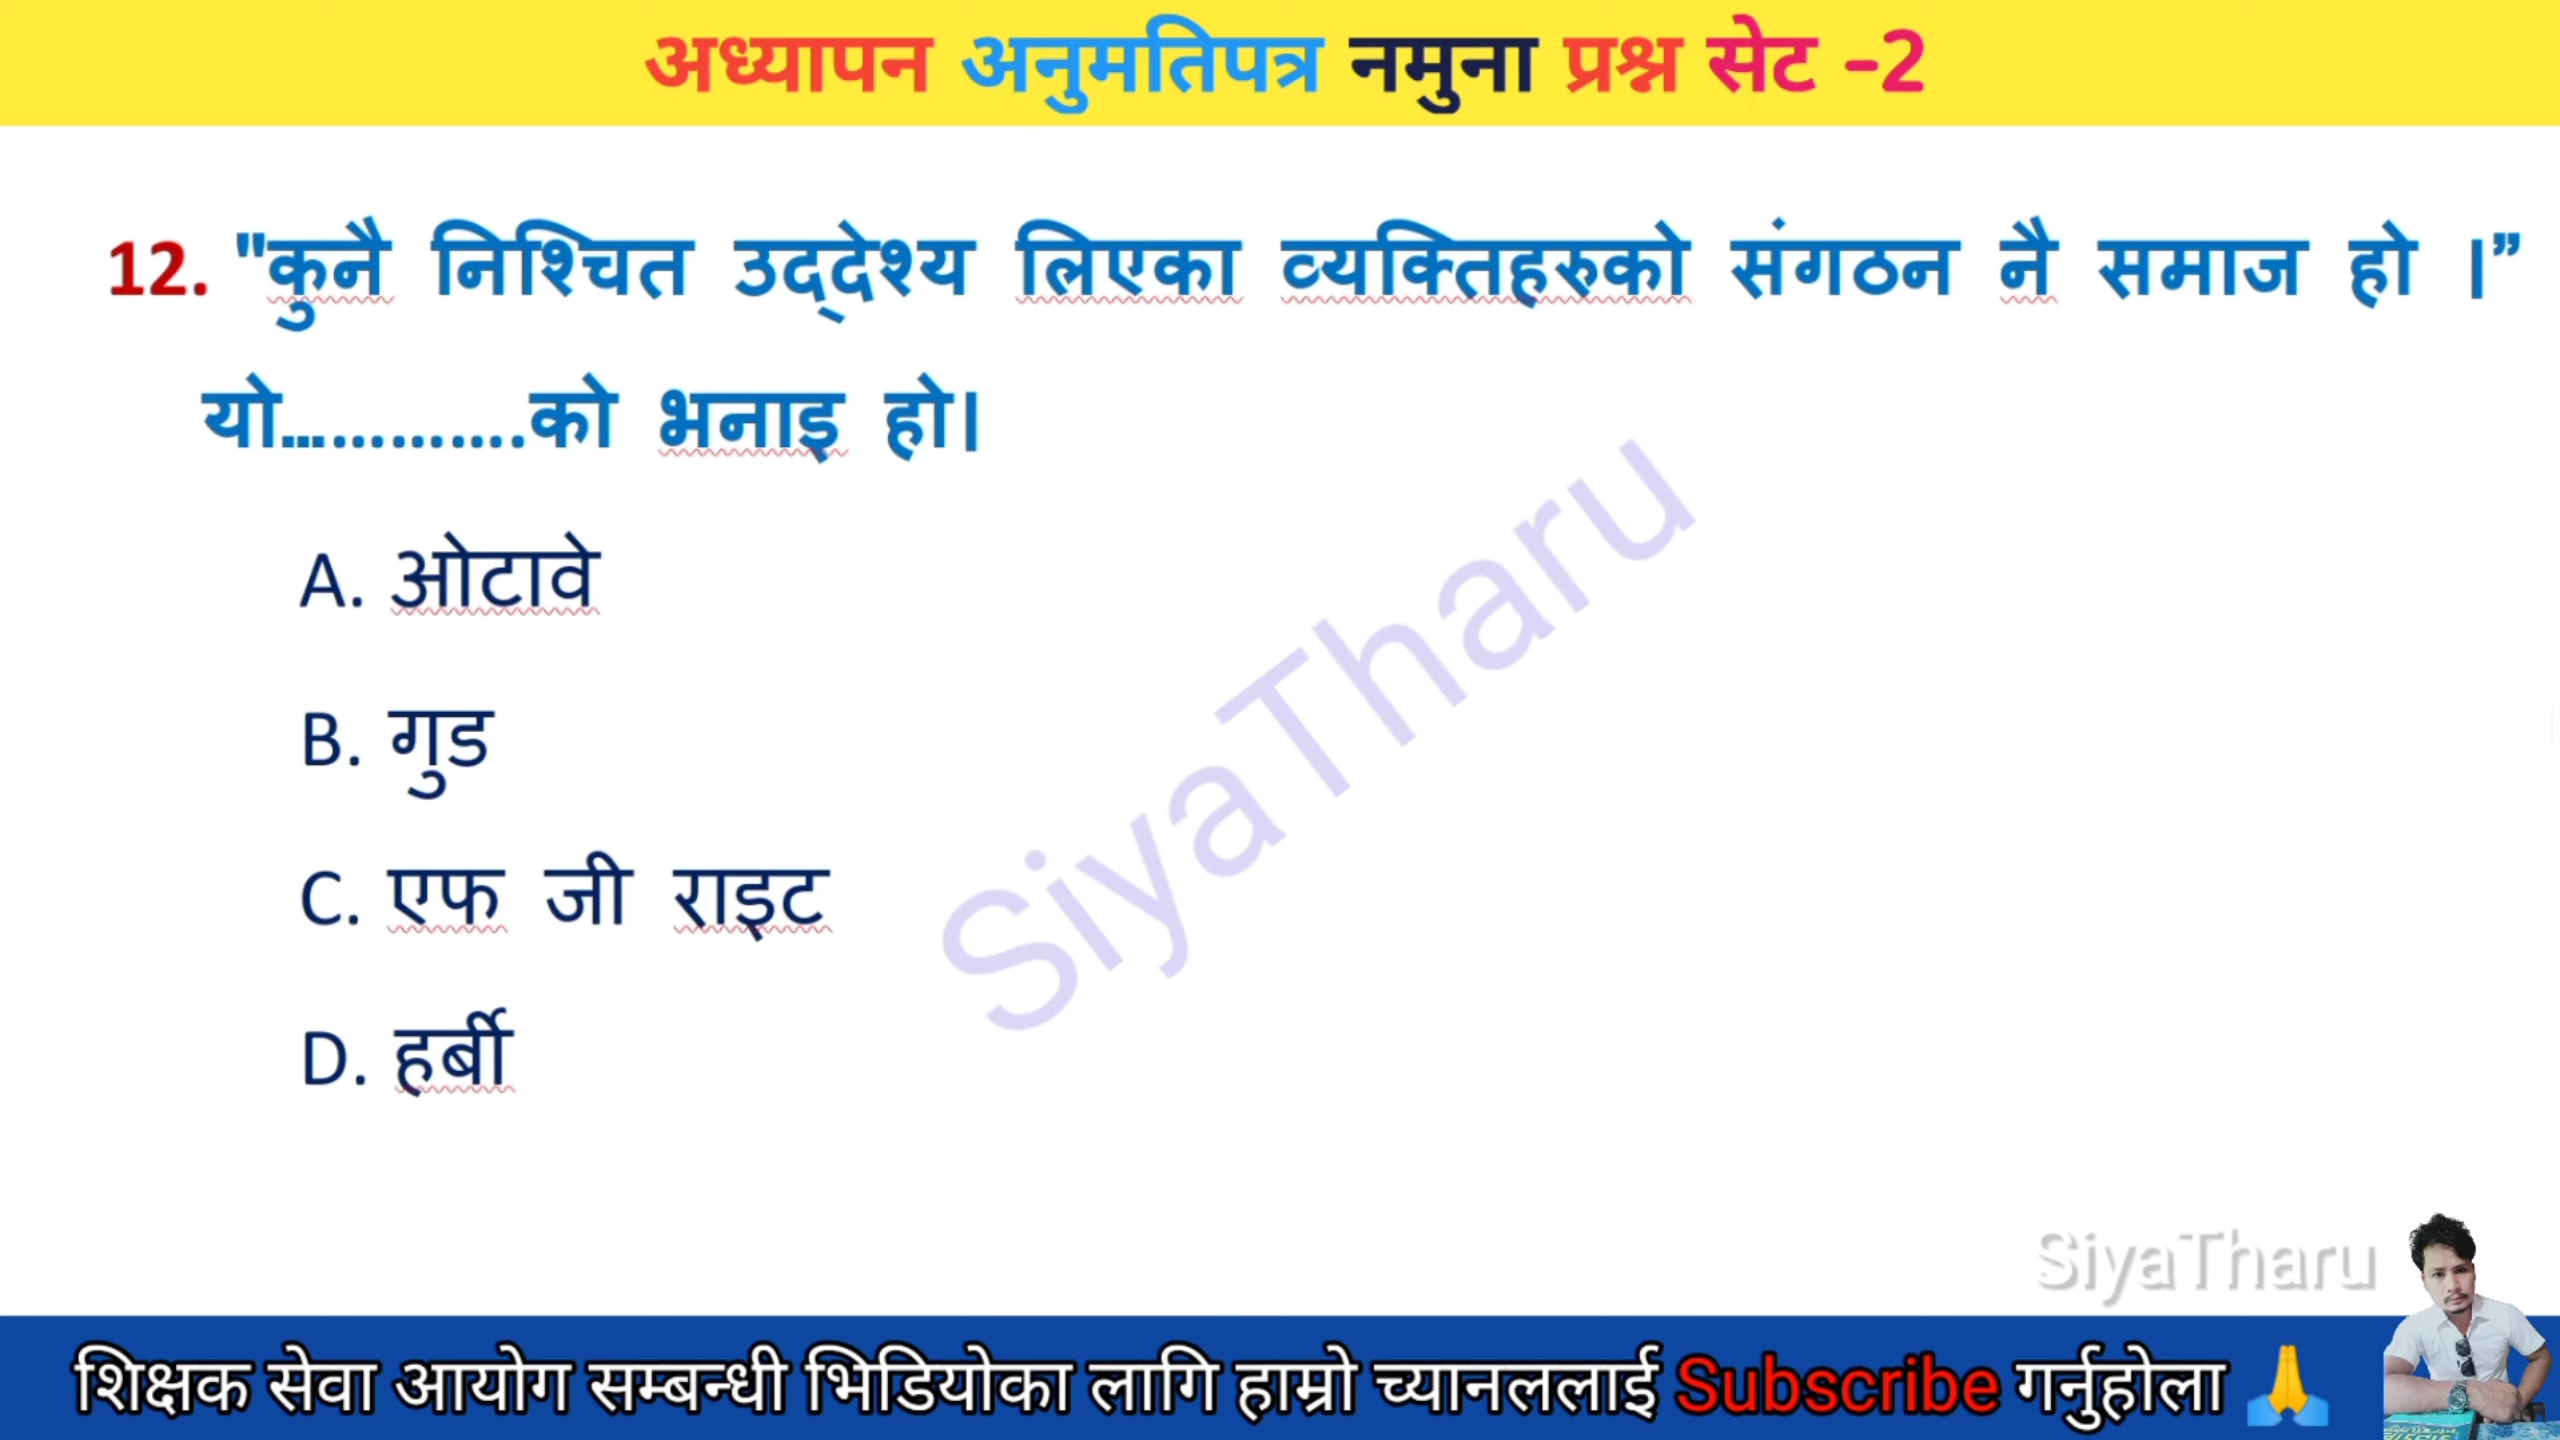 अध्यापन अनुमतिपत्र नमुना प्रश्न सेट -2
12. "कुनै निश्चित उद्देश्य लिएका व्यक्तिहरुको संगठन नै समाज हो ।”
यो………….को भनाइ हो।
A. ओटावे
B. गुड
C. एफ जी राइट
D. हर्बी
SiyaTharu
SiyaTharu
शिक्षक सेवा आयोग सम्बन्धी भिडियोका लागि हाम्रो च्यानललाई Subscribe गर्नुहोला 🙏